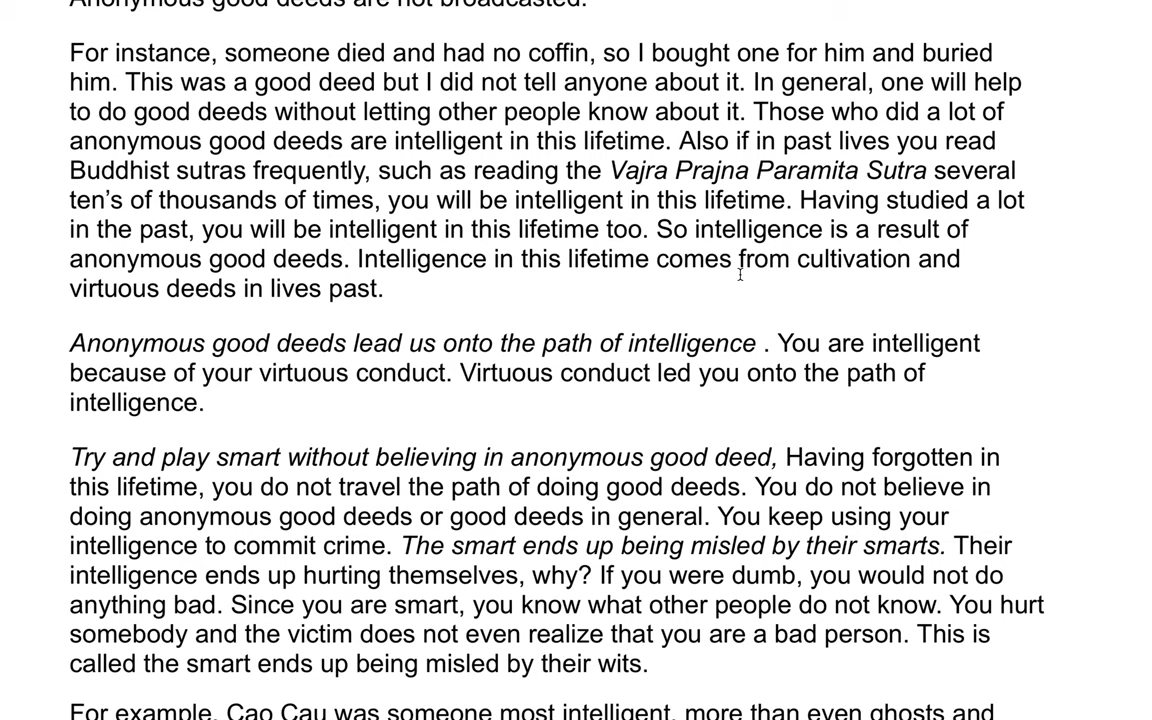 Anonymous good deeds are not broadcasted.
For instance, someone died and had no coffin, so I bought one for him and buried
him. This was a good deed but I did not tell anyone about it. In general, one will help
to do good deeds without letting other people know about it. Those who did a lot of
anonymous good deeds are intelligent in this lifetime. Also if in past lives you read
Buddhist sutras frequently, such as reading the Vajra Prajna Paramita Sutra several
ten’s of thousands of times, you will be intelligent in this lifetime. Having studied a lot
in the past, you will be intelligent in this lifetime too. So intelligence is a result of
anonymous good deeds. Intelligence in this lifetime comes from cultivation and
virtuous deeds in lives past.
Anonymous good deeds lead us onto the path of intelligence . You are intelligent
because of your virtuous conduct. Virtuous conduct led you onto the path of
intelligence.
Try and play smart without believing in anonymous good deed, Having forgotten in
this lifetime, you do not travel the path of doing good deeds. You do not believe in
doing anonymous good deeds or good deeds in general. You keep using your
intelligence to commit crime. The smart ends up being misled by their smarts. Their
intelligence ends up hurting themselves, why? If you were dumb, you would not do
anything bad. Since you are smart, you know what other people do not know. You hurt
somebody and the victim does not even realize that you are a bad person. This is
called the smart ends up being misled by their wits.
For example, Cao Cau was someone most intelligent, more than even ghosts and